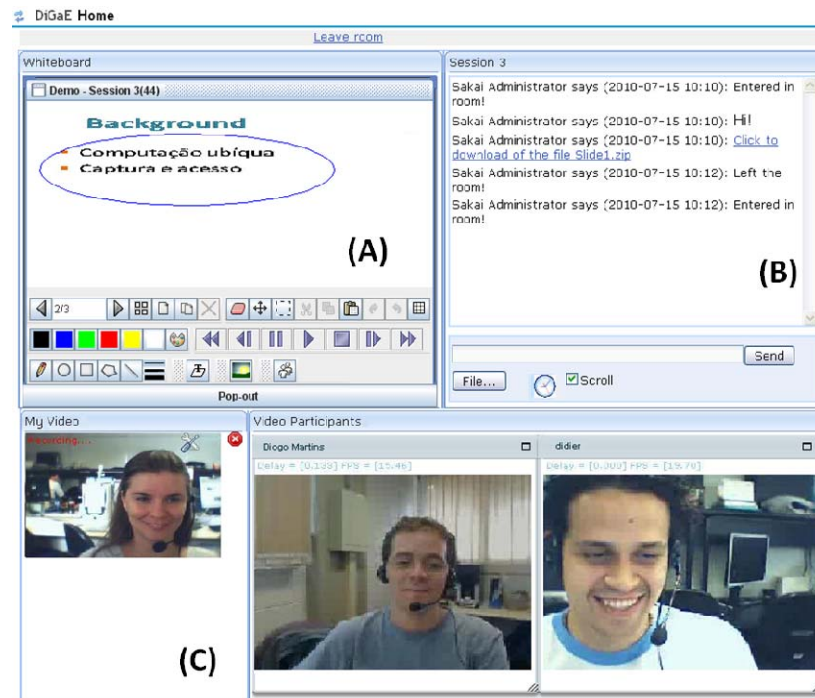 DiGaE Home
Leave room
Whiteboard
Demo - Session 3(44)
Background
Computação ubíqua
Captura e acesso
(A)
2/3
Pop-out
Session 3
Sakai Administrator says (2010-07-15 10:10): Entered in
room!
Sakai Administrator says (2010-07-15 10:10): Hi!
Sakai Administrator says (2010-07-15 10:10): Click to
download of the file Slide1.zip
Sakai Administrator says (2010-07-15 10:12): Left the
room!
Sakai Administrator says (2010-07-15 10:12): Entered in
room!
(B)
Send
File...
Scroll
My Video
Recording...
(C)
Video Participants
Diogo Martins
Delay = [0.133] FPS = [15.46]
didier
Delay = [0.003] FPS = [19.70]